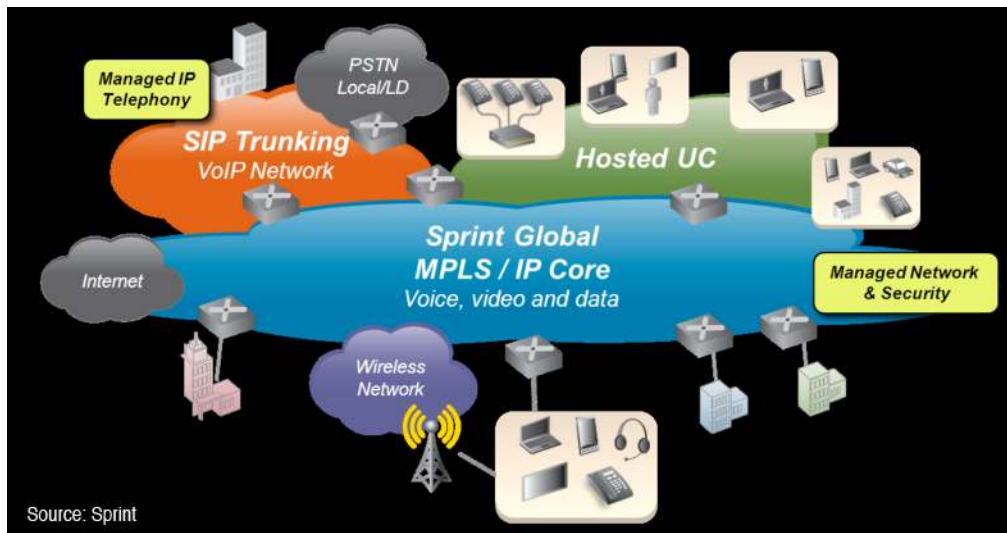 Managed IP
Telephony
PSTN
Local/LD
SIP Trunking
VoIP Network
Hosted UC
Sprint Global
MPLS / IP Core
Voice, video and data
Internet
Managed Network
& Security
Wireless
Network
Source: Sprint